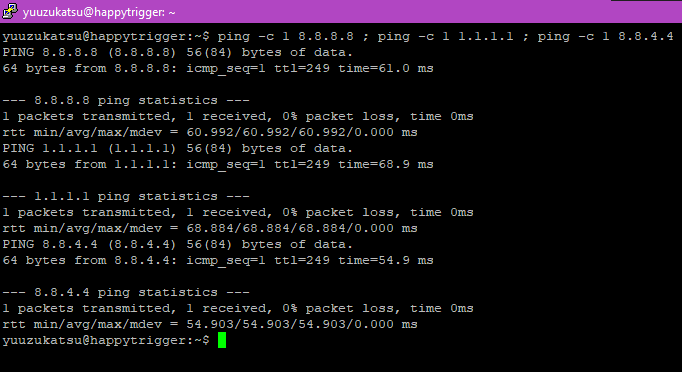 yuuzukatsu@happytrigger: ~
yuuzukatsu@happytrigger:~$ ping -c 1 8.8.8.8 ; ping -c 1 1.1.1.1 ; ping -c 1 8.8.4.4
PING 8.8.8.8 (8.8.8.8) 56(84) bytes of data.
64 bytes from 8.8.8.8: icmp_seq=1 ttl=249 time=61.0 ms

--- 8.8.8.8 ping statistics ---
1 packets transmitted, 1 received, 0% packet loss, time 0ms
rtt min/avg/max/mdev = 60.992/60.992/60.992/0.000 ms
PING 1.1.1.1 (1.1.1.1) 56(84) bytes of data.
64 bytes from 1.1.1.1: icmp_seq=1 ttl=249 time=68.9 ms

--- 1.1.1.1 ping statistics ---
1 packets transmitted, 1 received, 0% packet loss, time 0ms
rtt min/avg/max/mdev = 68.884/68.884/68.884/0.000 ms
PING 8.8.4.4 (8.8.4.4) 56(84) bytes of data.
64 bytes from 8.8.4.4: icmp_seq=1 ttl=249 time=54.9 ms

--- 8.8.4.4 ping statistics ---
1 packets transmitted, 1 received, 0% packet loss, time 0ms
rtt min/avg/max/mdev = 54.903/54.903/54.903/0.000 ms
yuuzukatsu@happytrigger:~$